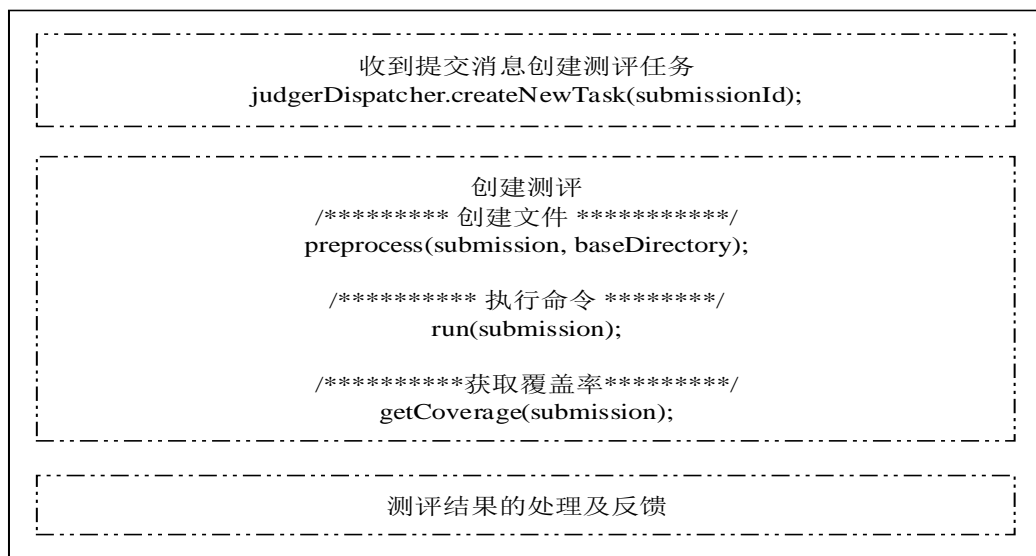 收到提交消息创建测评任务
judgerDispatcher.createNewTask(submissionId);
创建测评
/********* 创建文件 ***********/
preprocess(submission, baseDirectory);
/*********** 执行命令 ********/
run(submission);
/***********获取覆盖率*********/
getCoverage(submission);
测评结果的处理及反馈